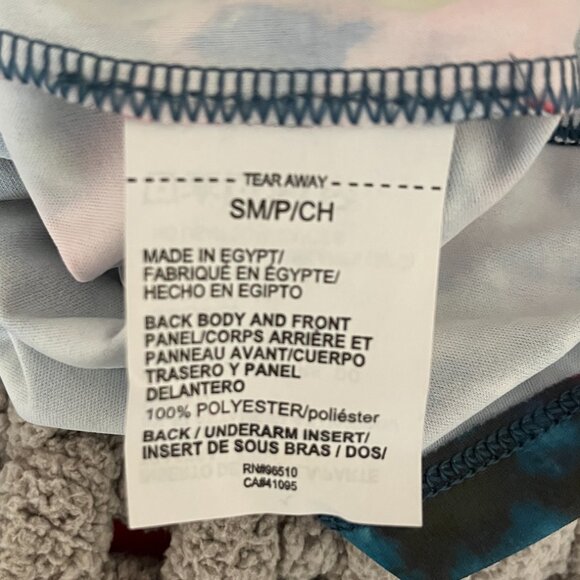 TEAR AWAY
SM/P/CH
MADE IN EGYPT/
FABRIQUÉ EN ÉGYPTE/
HECHO EN EGIPTO
BACK BODY AND FRONT
PANEL/CORPS ARRIÈRE ET
PANNEAU AVANT/CUERPO
TRASERO Y PANEL
DELANTERO
100% POLYESTER/poliéster
BACK / UNDERARM INSERT/
INSERT DE SOUS BRAS / DOS/
RN#96510
CA#41095